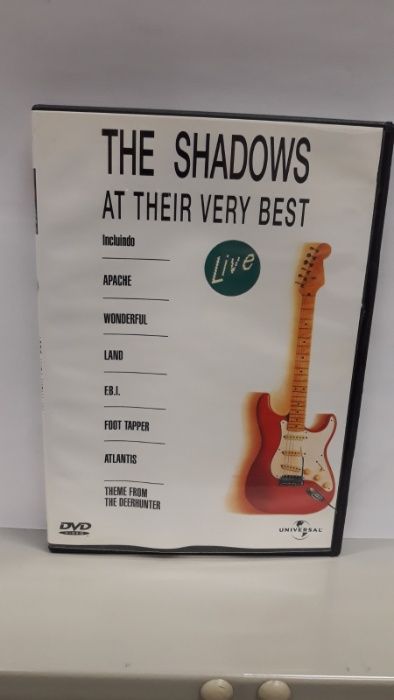 THE SHADOWS
AT THEIR VERY BEST
Incluindo
Live
APACHE
WONDERFUL
LAND
F.B.I.
FOOT TAPPER
ATLANTIS
THEME FROM
THE DEERHUNTER
DVD
VIDEO
UNIVERSAL